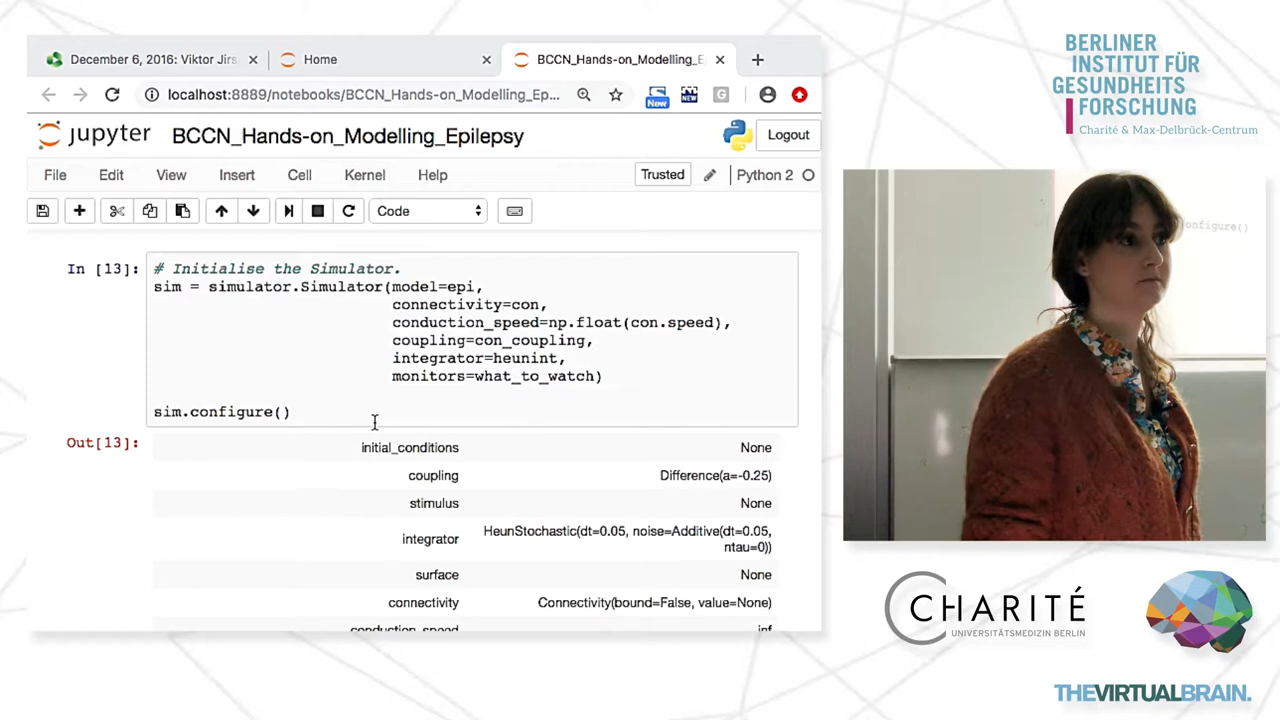 December 6, 2016: Viktor Jirs
Home
BCCN_Hands-on_Modelling_E
localhost:8889/notebooks/BCCN_Hands-on_Modelling_Ep...
New
NEW
G
jupyter BCCN_Hands-on_Modelling_Epilepsy
Logout
File Edit View Insert Cell Kernel Help
Trusted
Python 2
Code
In [13]: # Initialise the Simulator.
sim = simulator.Simulator(model=epi,
connectivity=con,
conduction_speed=np.float(con.speed),
coupling=con_coupling,
integrator=heunint,
monitors=what_to_watch)
sim.configure()
Out[13]:
initial_conditions None
coupling Difference(a=-0.25)
stimulus None
integrator HeunStochastic(dt=0.05, noise=Additive(dt=0.05,
ntau=0))
surface None
connectivity Connectivity(bound=False, value=None)
conduction_speed inf
BERLINER
INSTITUT FÜR
GESUNDHEITS
FORSCHUNG
Charité & Max-Delbrück-Centrum
onfigure()
CHARITÉ
UNIVERSITÄTSMEDIZIN BERLIN
THEVIRTUALBRAIN.